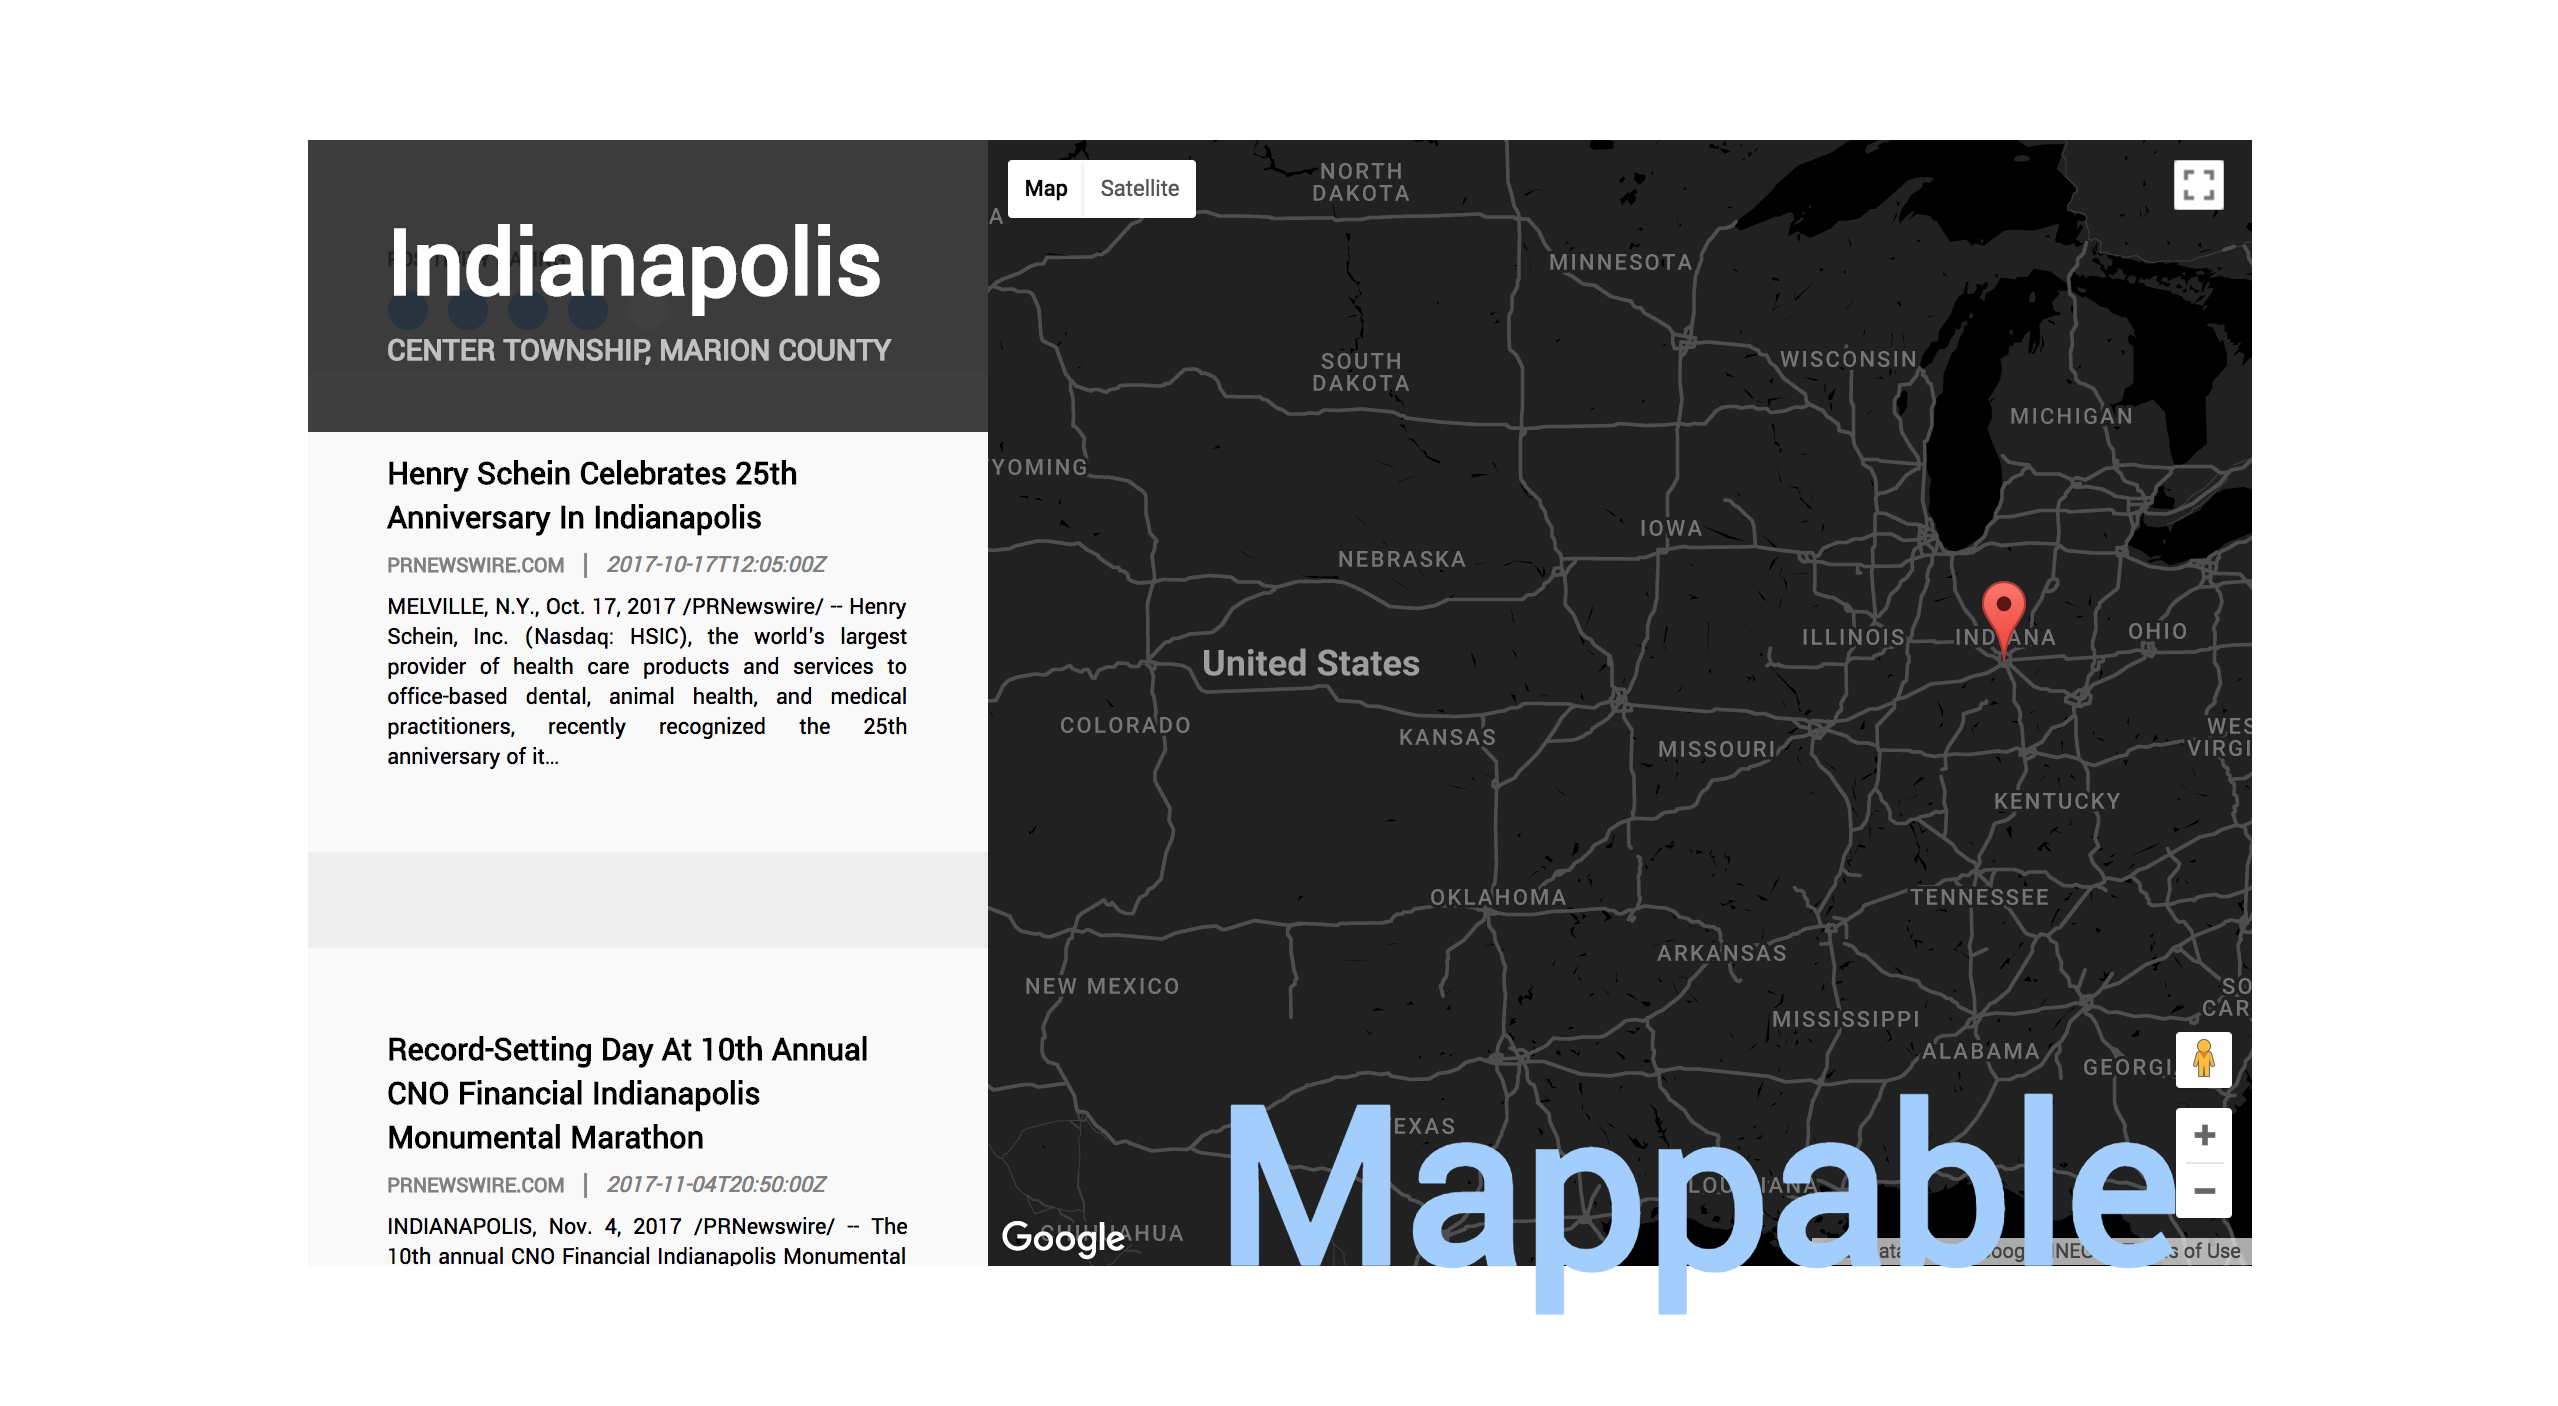 Indianapolis
CENTER TOWNSHIP, MARION COUNTY
Henry Schein Celebrates 25th
Anniversary In Indianapolis
PRNEWSWIRE.COM | 2017-10-17T12:05:00Z
MELVILLE, N.Y., Oct. 17, 2017 /PRNewswire/ -- Henry
Schein, Inc. (Nasdaq: HSIC), the world's largest
provider of health care products and services to
office-based dental, animal health, and medical
practitioners, recently recognized the 25th
anniversary of it...
Record-Setting Day At 10th Annual
CNO Financial Indianapolis
Monumental Marathon
PRNEWSWIRE.COM | 2017-11-04T20:50:00Z
INDIANAPOLIS, Nov. 4, 2017 /PRNewswire/ -- The
10th annual CNO Financial Indianapolis Monumental
Map Satellite
NORTH
DAKOTA
MINNESOTA
SOUTH
DAKOTA
WISCONSIN
MICHIGAN
YOMING
IOWA
NEBRASKA
ILLINOIS
INDIANA
OHIO
United States
COLORADO
KANSAS
MISSOURI
WES
VIRGI
KENTUCKY
OKLAHOMA
TENNESSEE
ARKANSAS
NEW MEXICO
SO
CAR
MISSISSIPPI
ALABAMA
GEORGI
EXAS
LOUISIANA
Mappable
Google
AHUA
s of Use